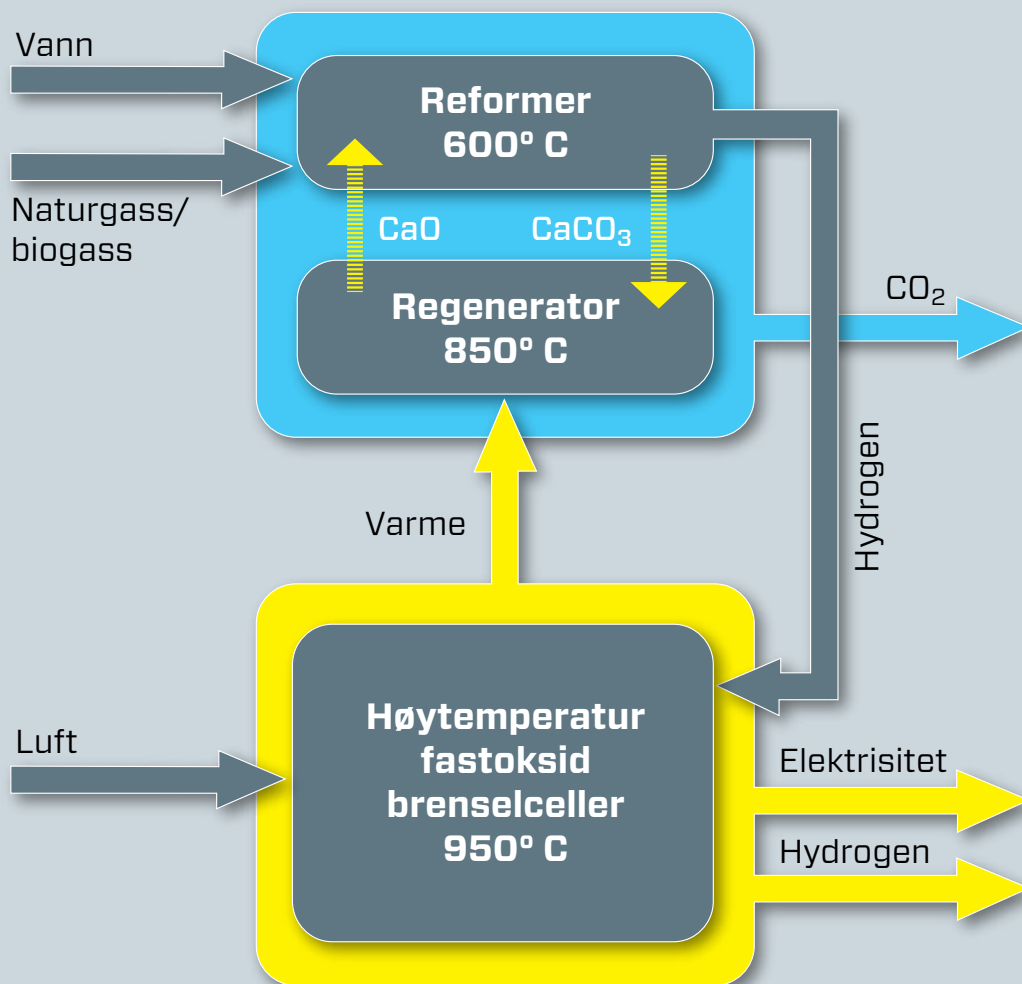 Vann
Reformer
600° C
Naturgass/
biogass
CaO
CaCO₃
Regenerator
850° C
CO₂
Hydrogen
Varme
Høytemperatur
fastoksid
brenselceller
950° C
Luft
Elektrisitet
Hydrogen